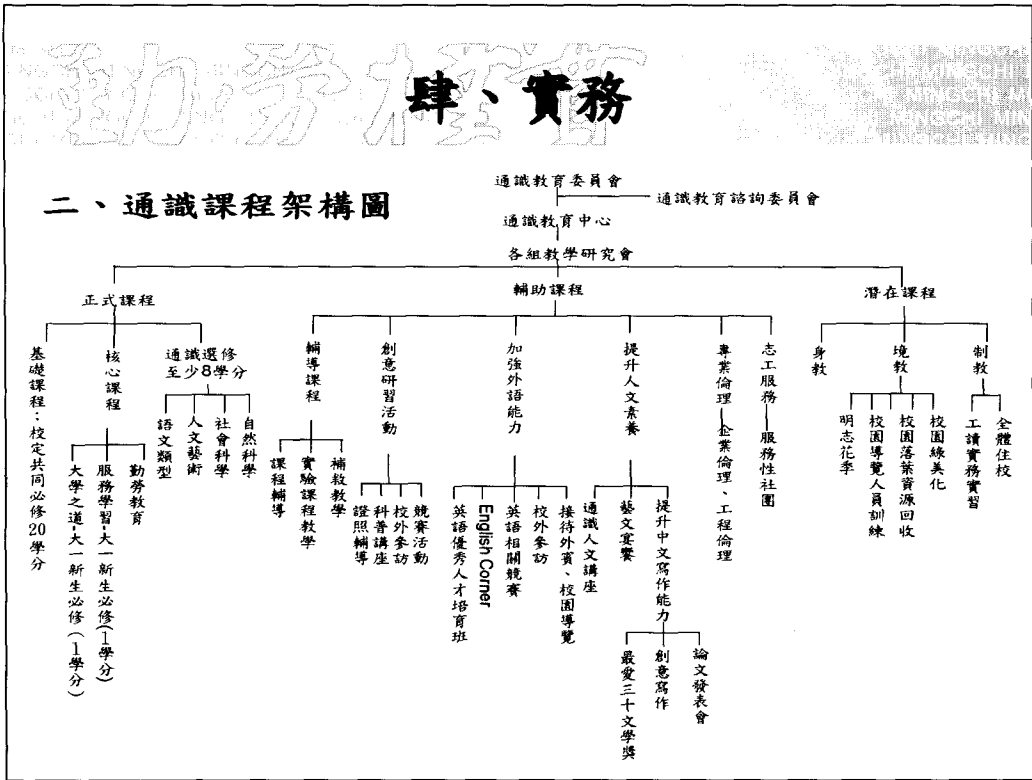 勤勞樸實
肆、實務
二、通識課程架構圖
通識教育委員會
通識教育諮詢委員會
通識教育中心
各組教學研究會
正式課程
輔助課程
潛在課程
基礎課程：校定共同必修20學分
核心課程
通識選修
至少8學分
大學之道-大一新生必修(1學分)
服務學習-大一新生必修(1學分)
勤勞教育
語文類型
人文藝術
社會科學
自然科學
輔導課程
創意研習活動
加強外語能力
提升人文素養
專業倫理—企業倫理、工程倫理
志工服務—服務性社團
課程輔導
實驗課程教學
補救教學
證照輔導
科普講座
校外參訪
競賽活動
英語優秀人才培育班
English Corner
英語相關競賽
校外參訪
接待外賓、校園導覽
通識人文講座
藝文宴饗
提升中文寫作能力
最愛三十文學獎
創意寫作
論文發表會
身教
境教
制教
明志花季
校園導覽人員訓練
校園落葉資源回收
校園綠美化
工讀實務實習
全體住校